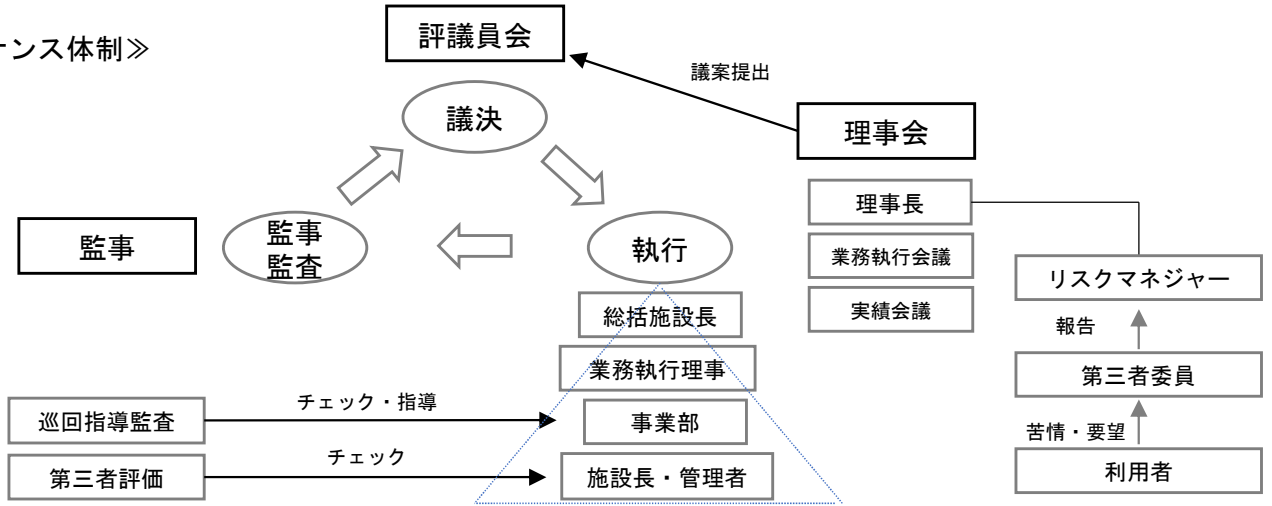 ンス体制≫
評議員会
議案提出
議決
理事会
理事長
監事
監事
監査
執行
業務執行会議
リスクマネジャー
総括施設長
実績会議
報告
業務執行理事
第三者委員
巡回指導監査
チェック・指導
事業部
苦情・要望
第三者評価
チェック
施設長・管理者
利用者